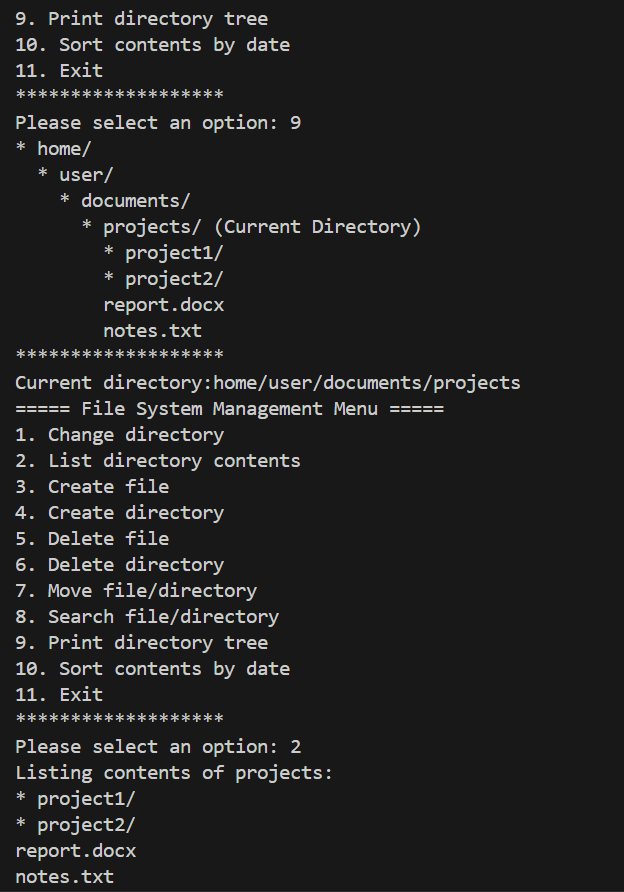 9. Print directory tree
10. Sort contents by date
11. Exit
*******************
Please select an option: 9
* home/
  * user/
    * documents/
      * projects/ (Current Directory)
        * project1/
        * project2/
        report.docx
        notes.txt
*******************
Current directory:home/user/documents/projects
===== File System Management Menu =====
1. Change directory
2. List directory contents
3. Create file
4. Create directory
5. Delete file
6. Delete directory
7. Move file/directory
8. Search file/directory
9. Print directory tree
10. Sort contents by date
11. Exit
*******************
Please select an option: 2
Listing contents of projects:
* project1/
* project2/
report.docx
notes.txt